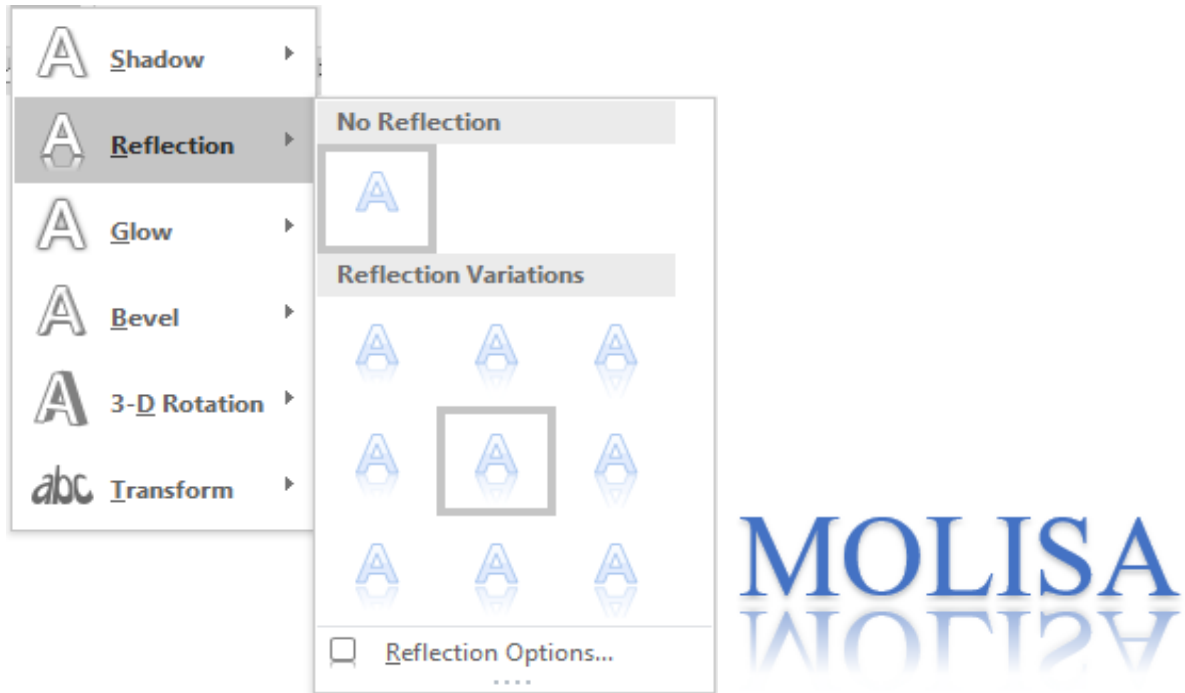 Shadow
Reflection
Glow
Bevel
3-D Rotation
abc Transform
No Reflection
A
Reflection Variations
A A A
A A A
A A A
Reflection Options...
MOLISA